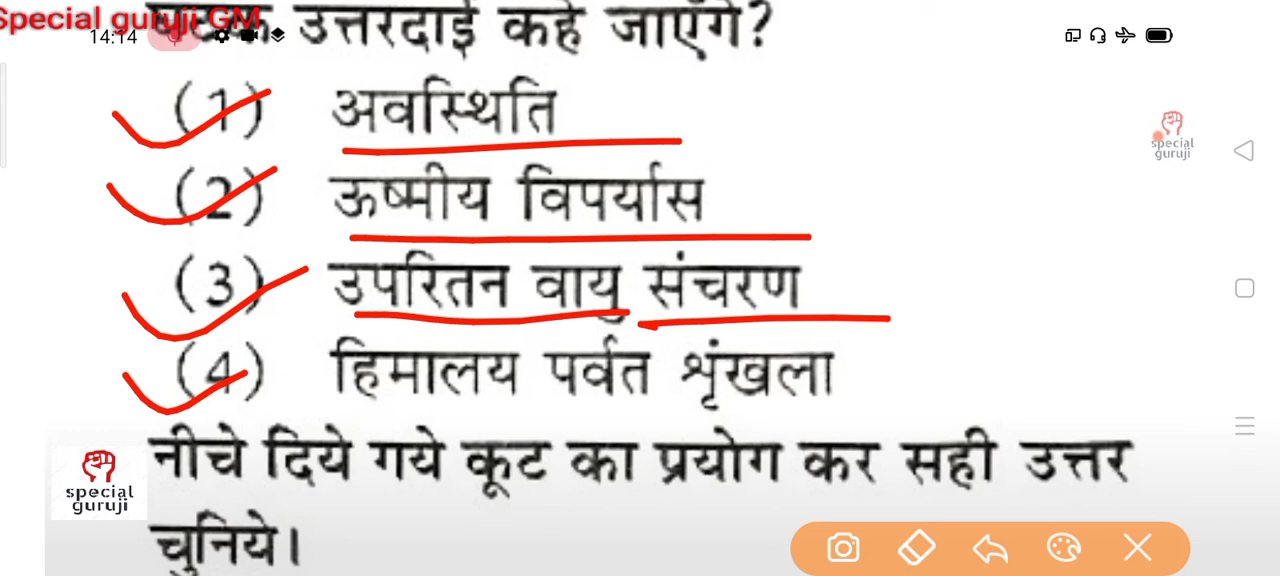 Special guruji GM
14:14
घटक उत्तरदाई कहे जाएंगे?
(1) अवस्थिति
(2) ऊष्मीय विपर्यास
(3) उपरितन वायु संचरण
(4) हिमालय पर्वत शृंखला
नीचे दिये गये कूट का प्रयोग कर सही उत्तर
चुनिये।
special
guruji
special
guruji